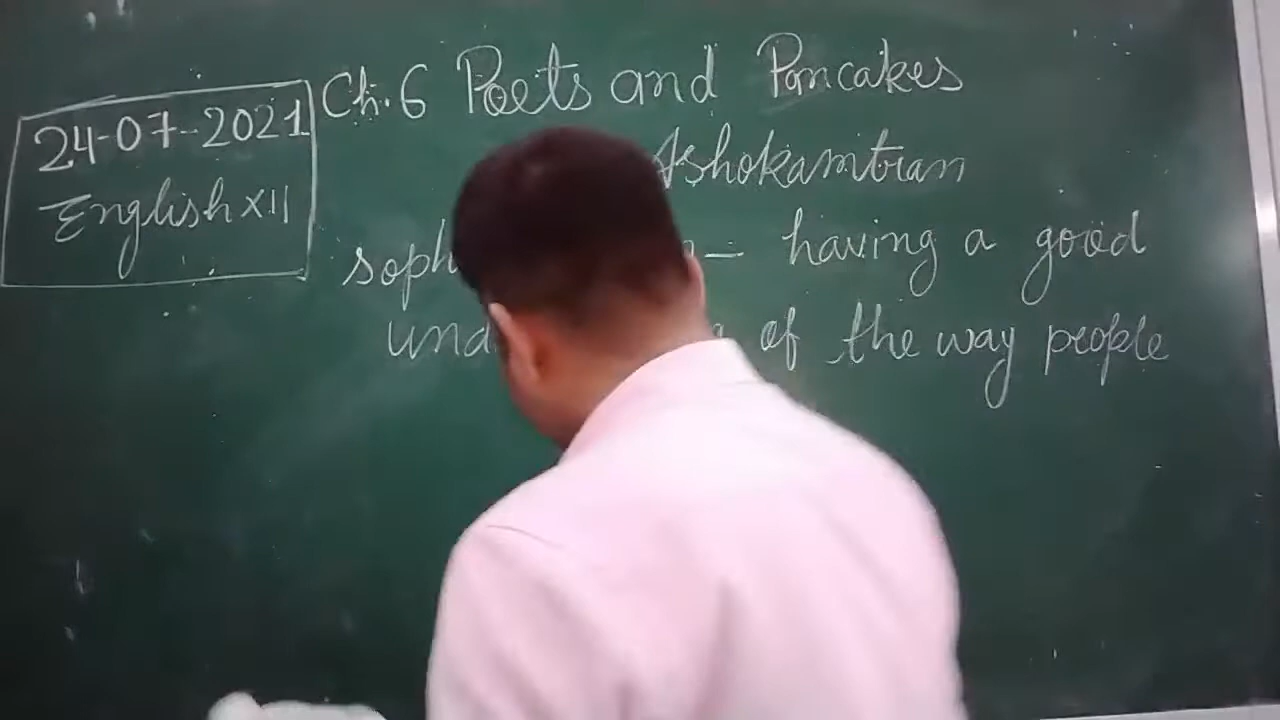 24-07-2021
English XII
Ch. 6 Poets and Pancakes
Ashokamitran
having a good
of the way people